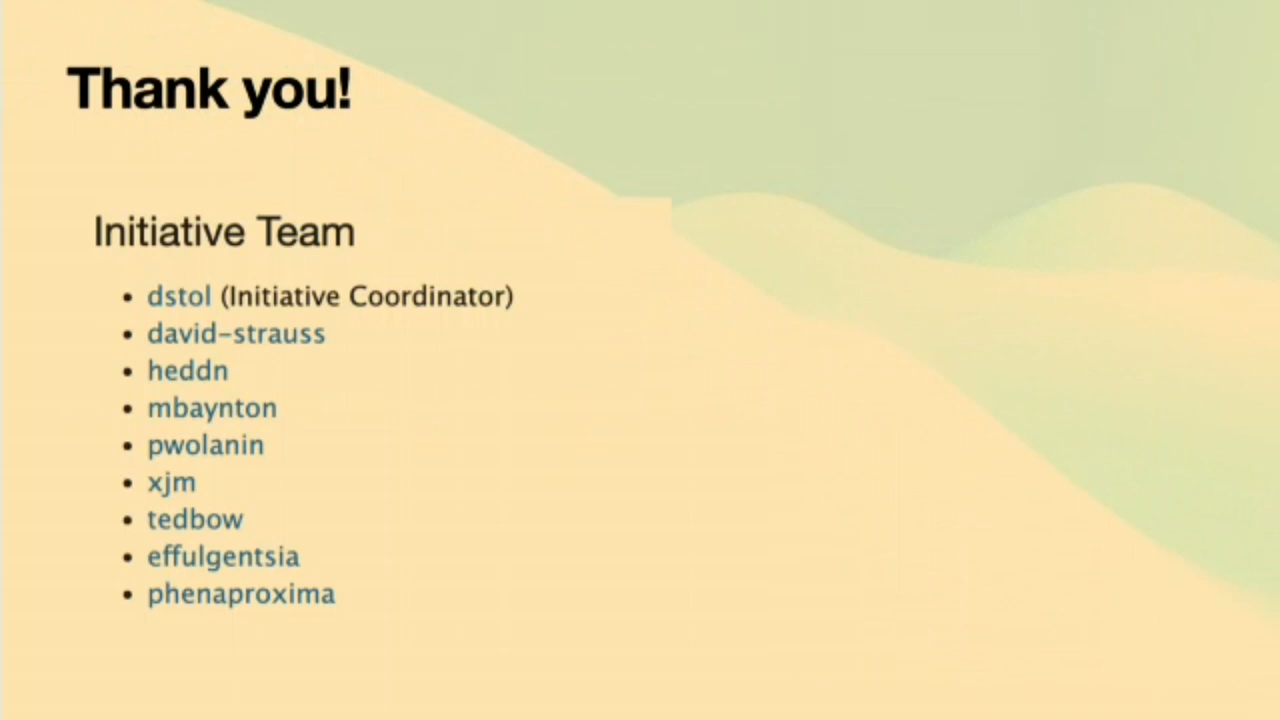 Thank you!
Initiative Team
• dstol (Initiative Coordinator)
• david-strauss
• heddn
• mbaynton
• pwolanin
• xjm
• tedbow
• effulgentsia
• phenaproxima